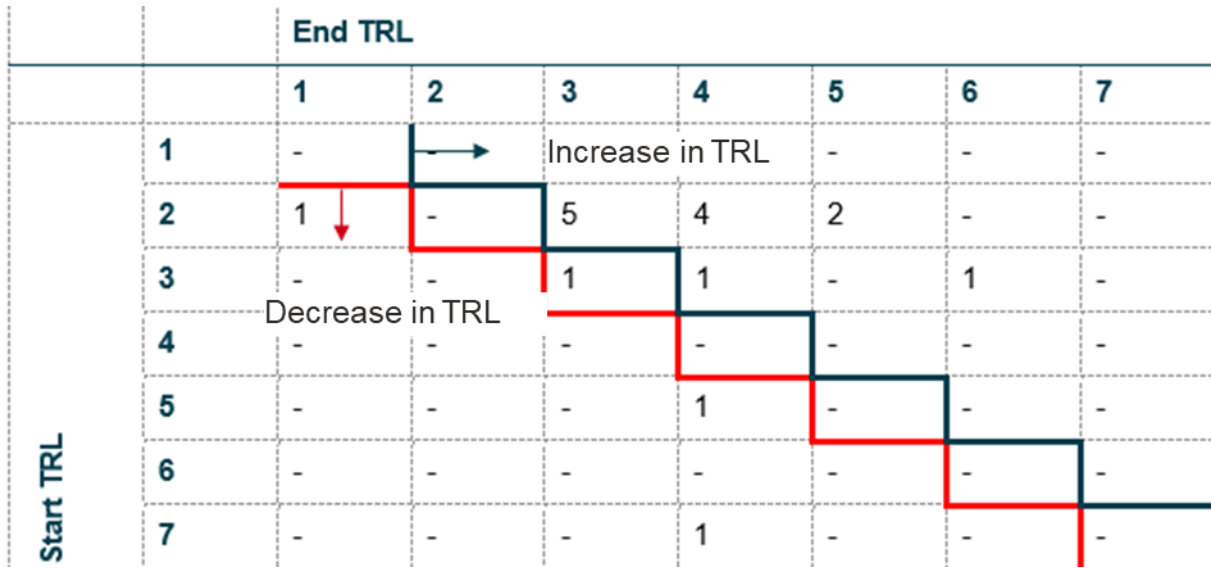 End TRL
1 2 3 4 5 6 7
1 - - Increase in TRL - - -
2 1 - 5 4 2 - -
3 - - 1 1 - 1 -
Decrease in TRL
4 - - - - - - -
5 - - - 1 - - -
6 - - - - - - -
7 - - - 1 - - -
Start TRL